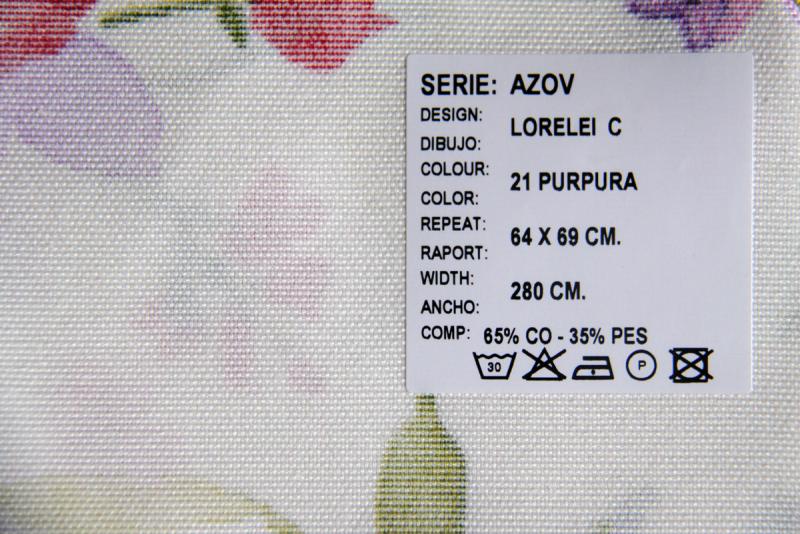 SERIE: AZOV
DESIGN:
DIBUJO:
LORELEI C
COLOUR:
COLOR:
21 PURPURA
REPEAT:
RAPORT:
64 X 69 CM.
WIDTH:
ANCHO:
280 CM.
COMP: 65% CO - 35% PES
30
P